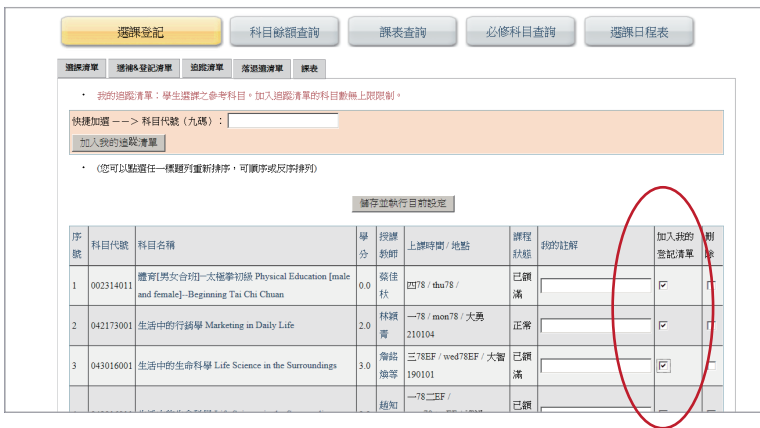 選課登記 科目餘額查詢 課表查詢 必修科目查詢 選課日程表
選課清單 遞補&登記清單 追蹤清單 落選選清單 課表
• 我的追蹤清單：學生選課之參考科目。加入追蹤清單的科目數無上限限制。
快捷加選 ——> 科目代號（九碼）：
加入我的追蹤清單
• (您可以點選任一標題列重新排序，可順序或反序排列)
儲存並執行目前設定
序號 科目代號 科目名稱 學分 授課教師 上課時間 / 地點 課程狀態 我的註解 加入我的登記清單 刪除
1 002314011 體育[男女合班]─太極拳初級 Physical Education [male and female]--Beginning Tai Chi Chuan 0.0 蔡佳秋 四78 / thu78 / 已額滿
2 042173001 生活中的行銷學 Marketing in Daily Life 2.0 林穎青 一78 / mon78 / 大勇210104 正常
3 043016001 生活中的生命科學 Life Science in the Surroundings 3.0 詹銘煥等 三78EF / wed78EF / 大智190101 已額滿
趙知 一78二EF / 已額